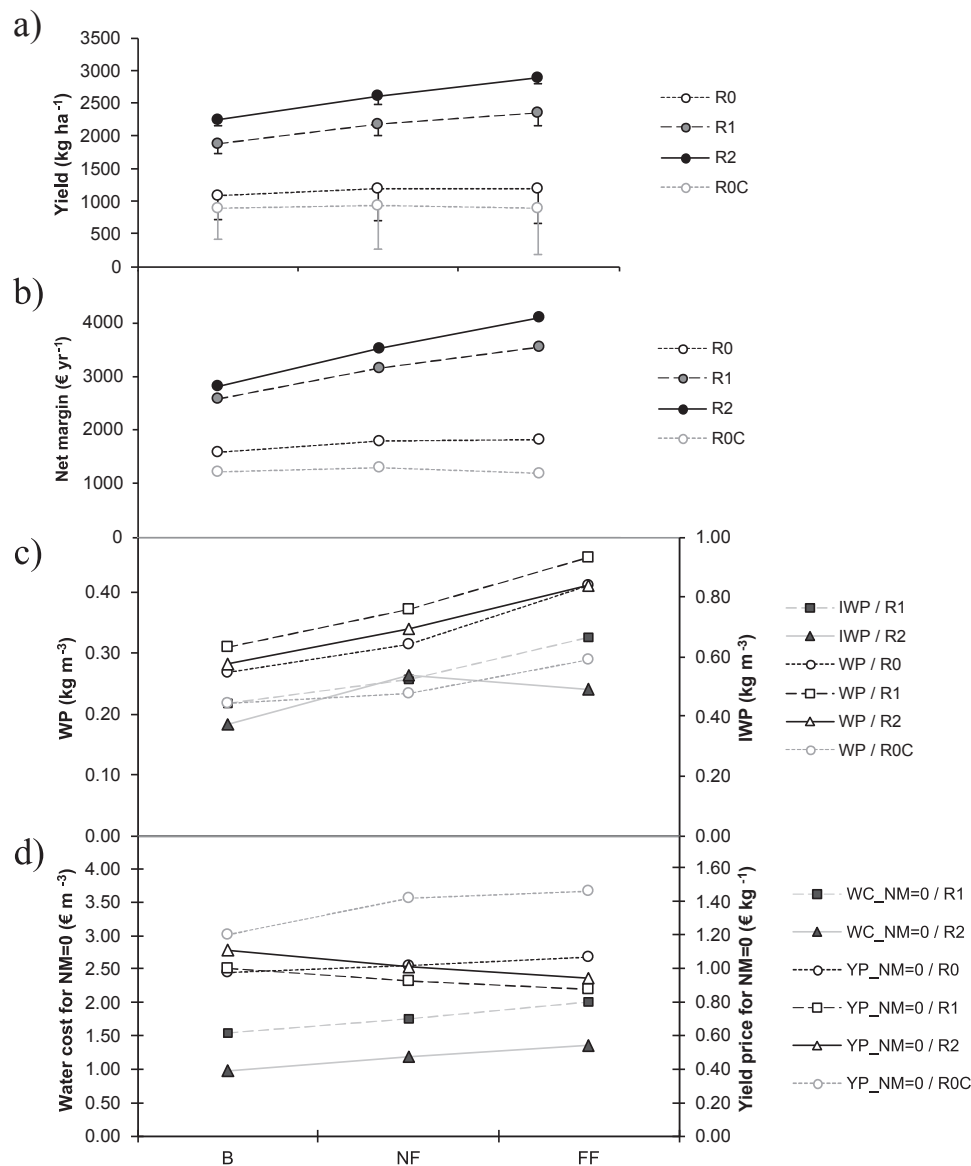 a)
3500
3000
2500
2000
1500
1000
500
0
Yield (kg ha⁻¹)
R0
R1
R2
R0C
b)
4000
3000
2000
1000
0
Net margin (€ yr⁻¹)
R0
R1
R2
R0C
c)
0.40
0.30
0.20
0.10
0.00
WP (kg m⁻³)
1.00
0.80
0.60
0.40
0.20
0.00
IWP (kg m⁻³)
IWP / R1
IWP / R2
WP / R0
WP / R1
WP / R2
WP / R0C
d)
4.00
3.50
3.00
2.50
2.00
1.50
1.00
0.50
0.00
Water cost for NM=0 (€ m⁻³)
1.60
1.40
1.20
1.00
0.80
0.60
0.40
0.20
0.00
Yield price for NM=0 (€ kg⁻¹)
WC_NM=0 / R1
WC_NM=0 / R2
YP_NM=0 / R0
YP_NM=0 / R1
YP_NM=0 / R2
YP_NM=0 / R0C
B NF FF